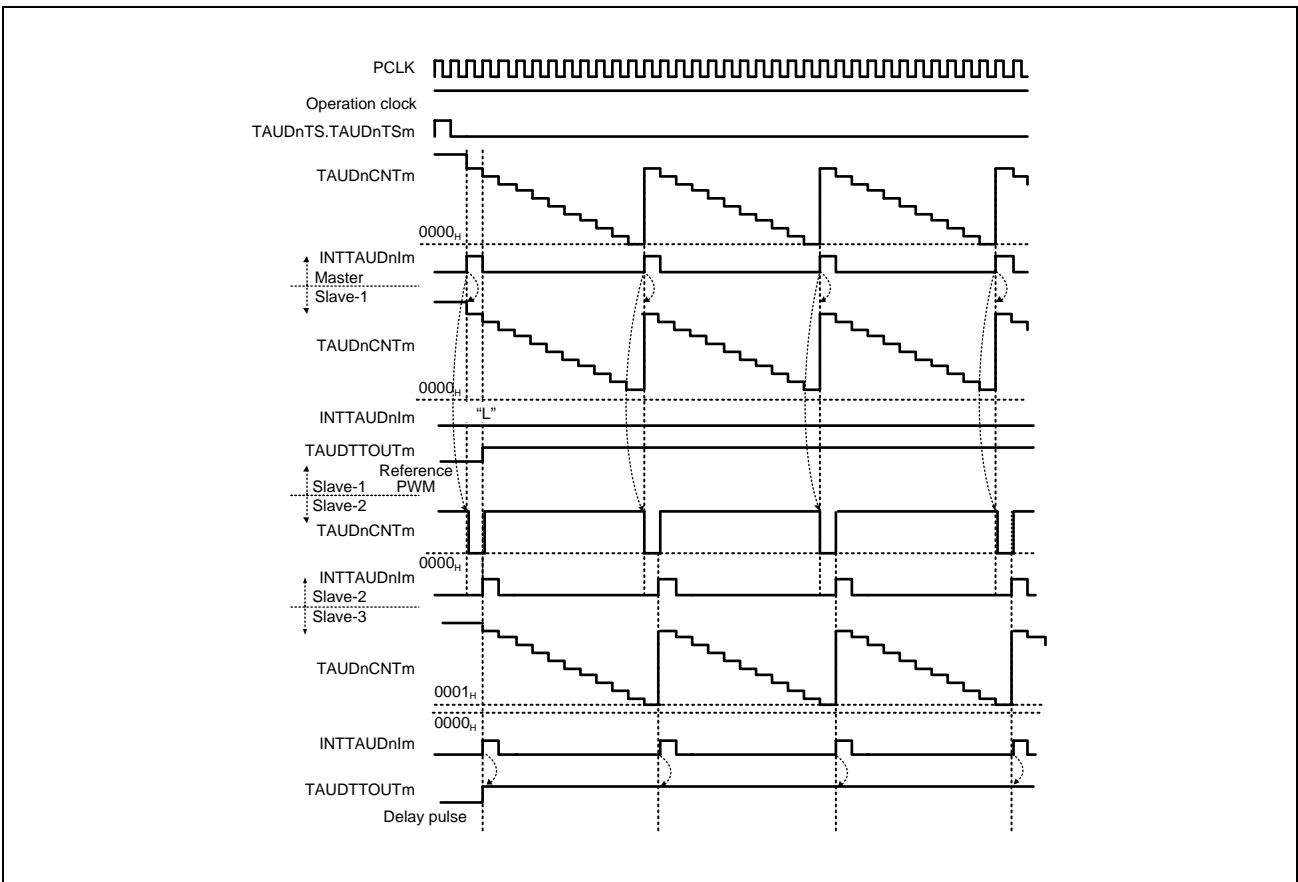 PCLK
Operation clock
TAUDnTS.TAUDnTSm
TAUDnCNTm
0000H
INTTAUDnIm
Master
Slave-1
TAUDnCNTm
0000H
INTTAUDnIm
“L”
TAUDTTOUTm
Reference
PWM
Slave-1
Slave-2
TAUDnCNTm
0000H
INTTAUDnIm
Slave-2
Slave-3
TAUDnCNTm
0001H
0000H
INTTAUDnIm
TAUDTTOUTm
Delay pulse